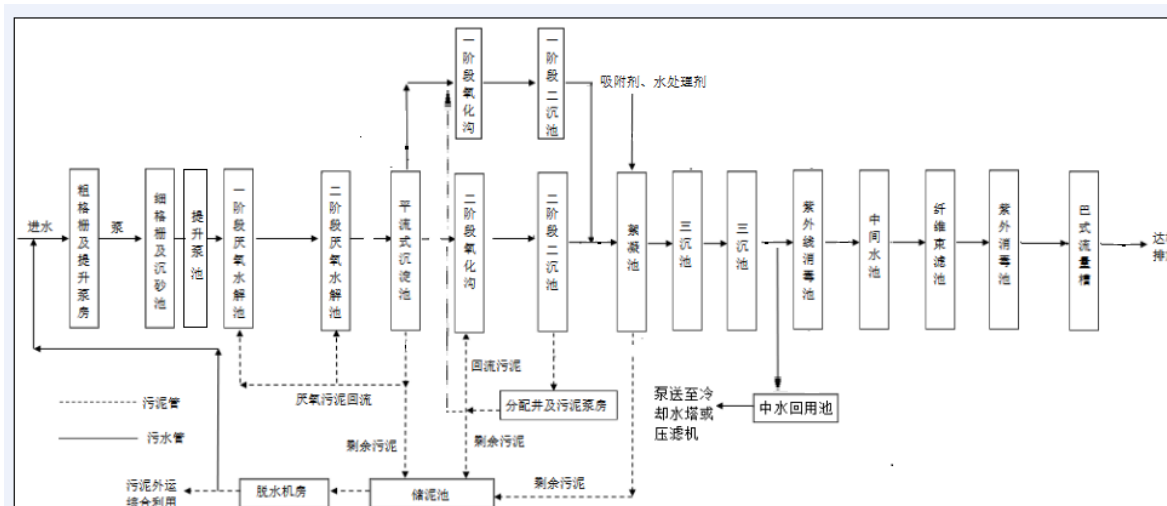 一阶段氧化沟
一阶段二沉池
吸附剂、水处理剂
进水
粗格栅及提升泵房
泵
细格栅及沉砂池
提升泵池
一阶段厌氧水解池
二阶段厌氧水解池
平流式沉淀池
二阶段氧化沟
二阶段二沉池
絮凝池
三沉池
三沉池
紫外线消毒池
中间水池
纤维束滤池
紫外消毒池
巴式流量槽
排
污泥管
污水管
厌氧污泥回流
回流污泥
分配井及污泥泵房
泵送至冷
却水塔或
压滤机
中水回用池
剩余污泥
剩余污泥
剩余污泥
污泥外运
综合利用
脱水机房
储泥池